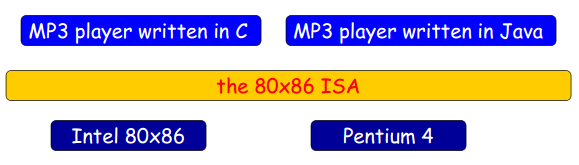 MP3 player written in C
MP3 player written in Java
the 80x86 ISA
Intel 80x86
Pentium 4